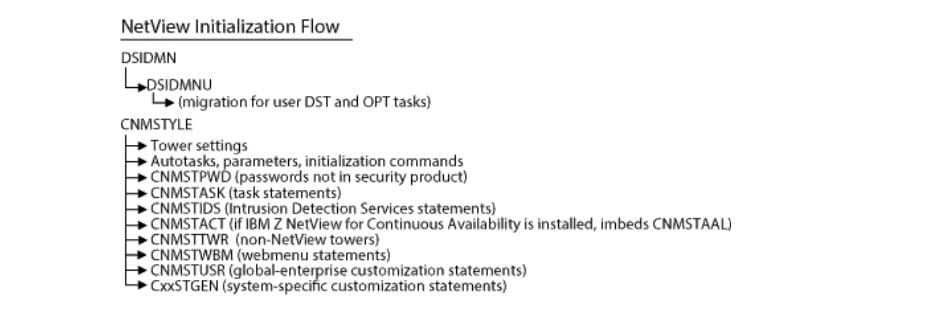 NetView Initialization Flow
DSIDMN
DSIDMNU
(migration for user DST and OPT tasks)
CNMSTYLE
Tower settings
Autotasks, parameters, initialization commands
CNMSTPWD (passwords not in security product)
CNMSTASK (task statements)
CNMSTIDS (Intrusion Detection Services statements)
CNMSTACT (if IBM Z NetView for Continuous Availability is installed, imbeds CNMSTAAL)
CNMSTTWR (non-NetView towers)
CNMSTWBM (webmenu statements)
CNMSTUSR (global-enterprise customization statements)
CxxSTGEN (system-specific customization statements)